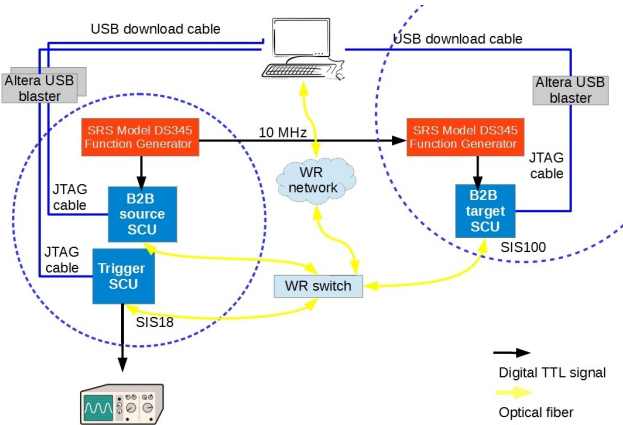 USB download cable
USB download cable
Altera USB
blaster
Altera USB
blaster
SRS Model DS345
Function Generator
10 MHz
SRS Model DS345
Function Generator
JTAG
cable
WR
network
JTAG
cable
B2B
source
SCU
B2B
target
SCU
JTAG
cable
Trigger
SCU
SIS100
WR switch
SIS18
Digital TTL signal
Optical fiber